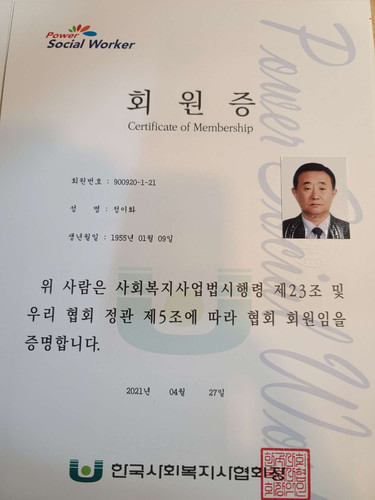 Power
Social Worker
회 원 증
Certificate of Membership
회원번호 : 900920-1-21
성 명 : 정이화
생년월일 : 1955년 01월 09일
위 사람은 사회복지사업법시행령 제23조 및
우리 협회 정관 제5조에 따라 협회 회원임을
증명합니다.
2021년 04월 27일
한국사회복지사협회장
Power Social Wo